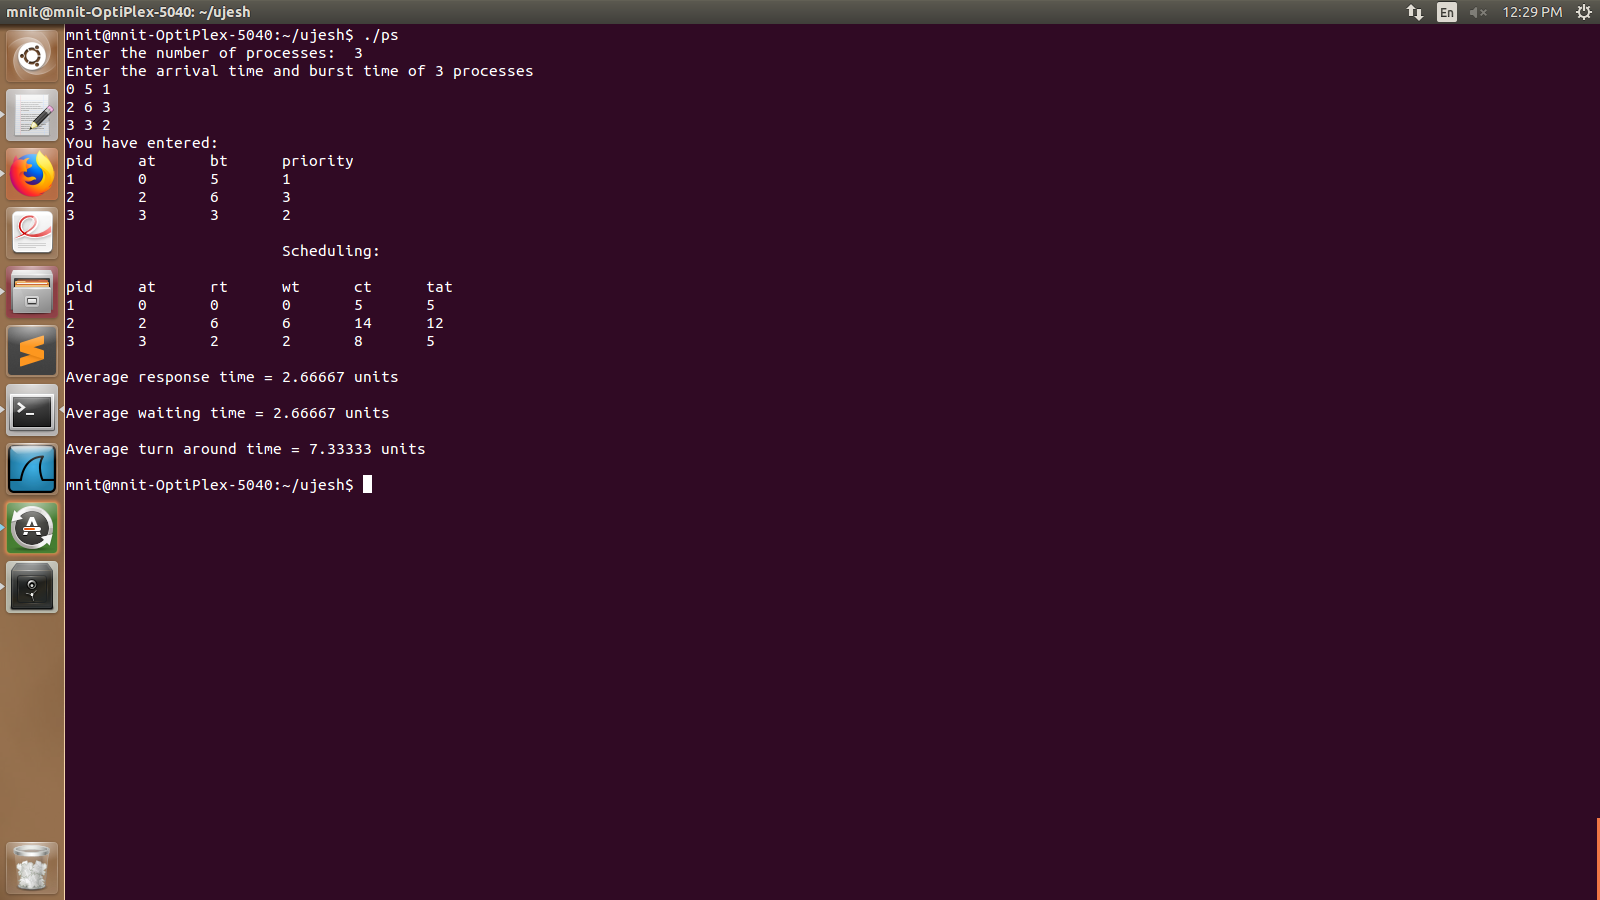 mnit@mnit-OptiPlex-5040: ~/ujesh
En
12:29 PM
mnit@mnit-OptiPlex-5040:~/ujesh$ ./ps
Enter the number of processes:  3
Enter the arrival time and burst time of 3 processes
0 5 1
2 6 3
3 3 2
You have entered:
pid at bt priority
1 0 5 1
2 2 6 3
3 3 3 2
Scheduling:
pid at rt wt ct tat
1 0 0 0 5 5
2 2 6 6 14 12
3 3 2 2 8 5
Average response time = 2.66667 units
Average waiting time = 2.66667 units
Average turn around time = 7.33333 units
mnit@mnit-OptiPlex-5040:~/ujesh$